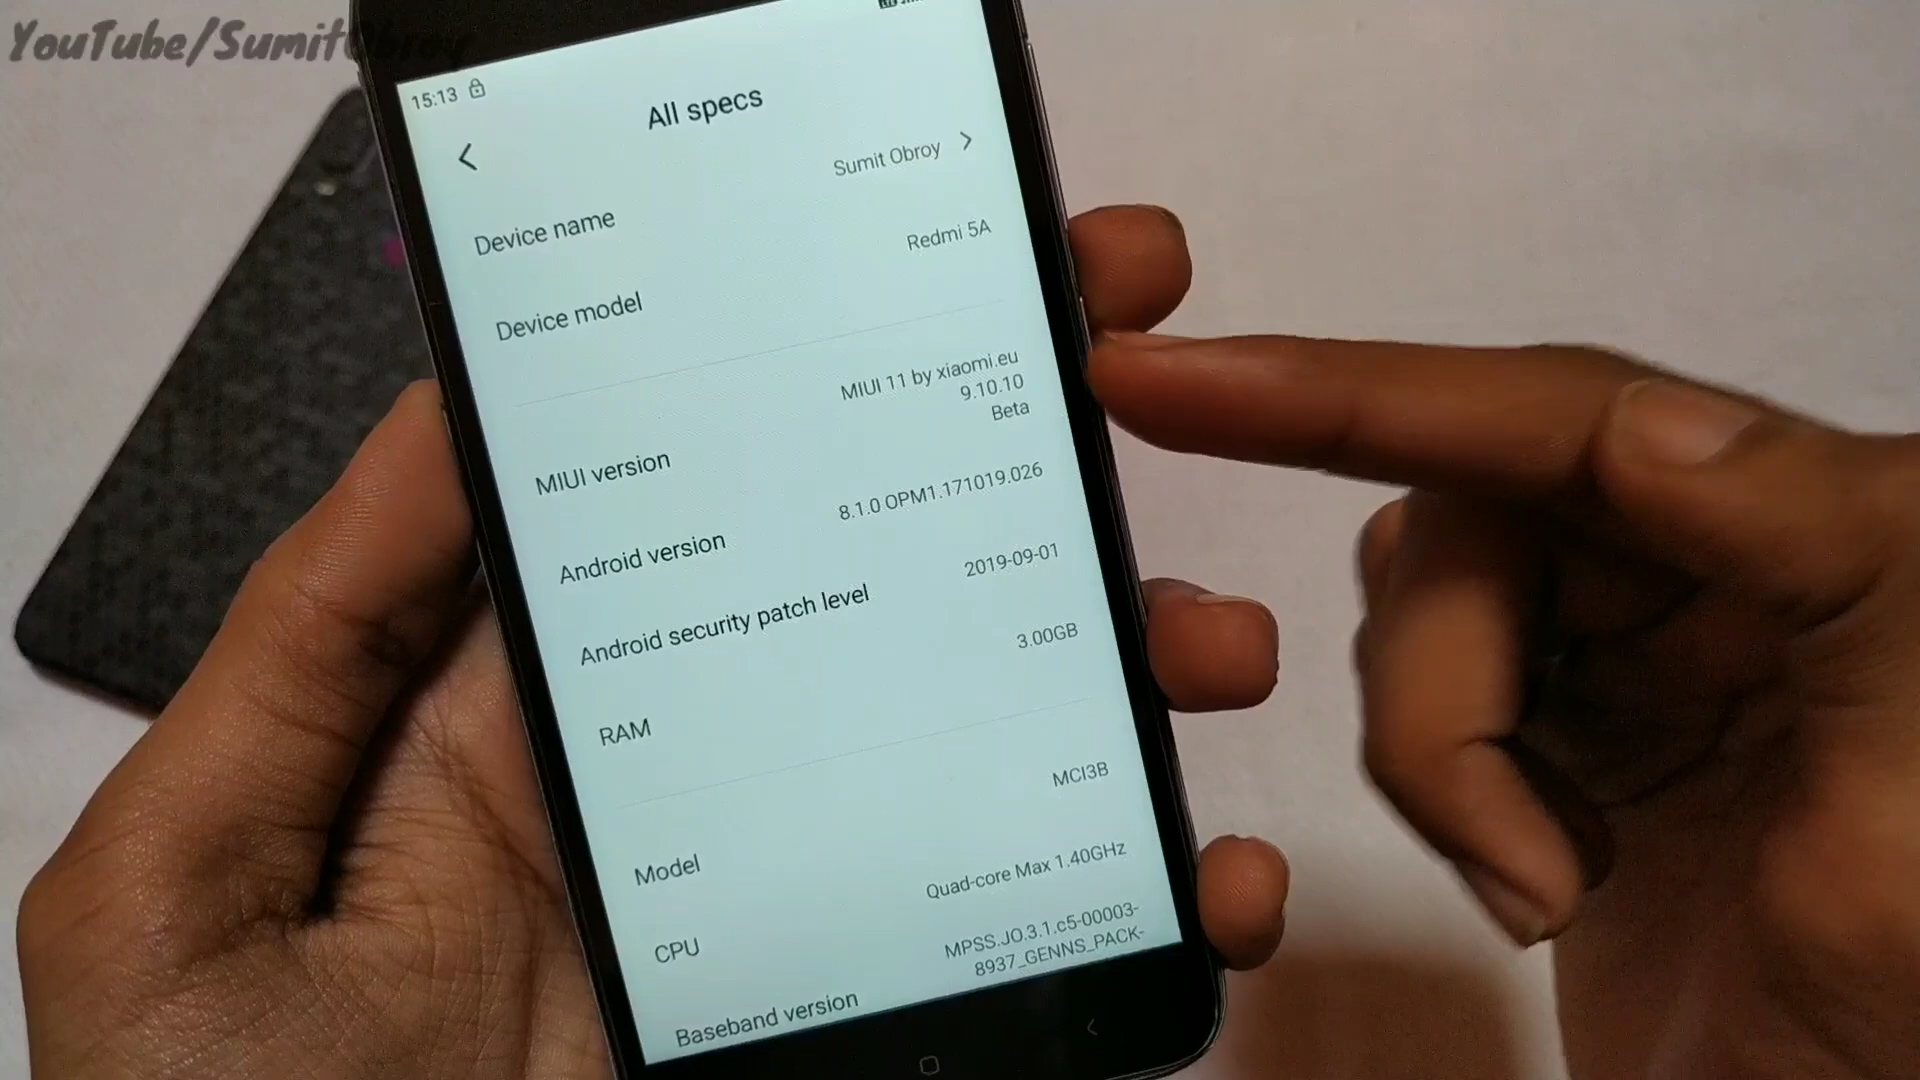 YouTube/SumitObroy
15:13
All specs
Device name
Sumit Obroy
Device model
Redmi 5A
MIUI version
MIUI 11 by xiaomi.eu
9.10.10
Beta
Android version
8.1.0 OPM1.171019.026
Android security patch level
2019-09-01
RAM
3.00GB
Model
MCI3B
CPU
Quad-core Max 1.40GHz
Baseband version
MPSS.JO.3.1.c5-00003-
8937_GENNS_PACK-